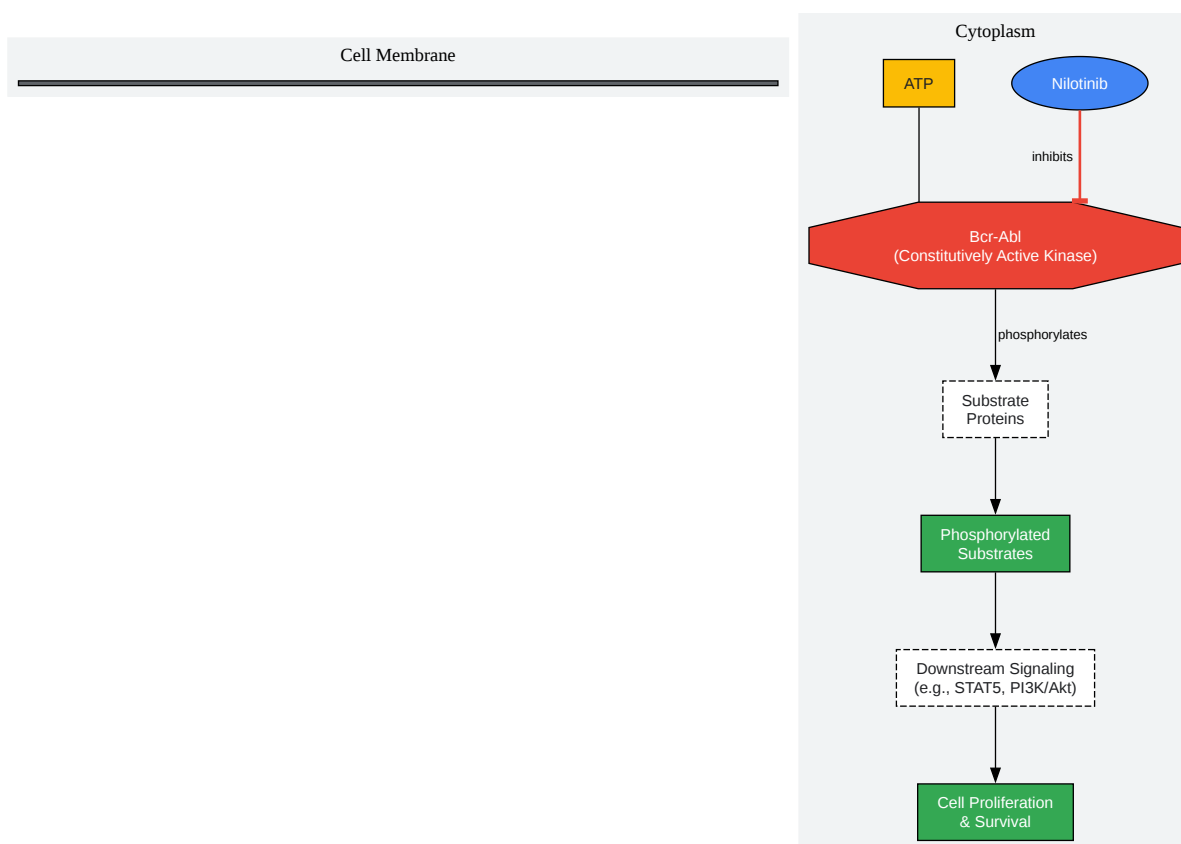 Cell Membrane
Cytoplasm
ATP
Nilotinib
inhibits
Bcr-Abl
(Constitutively Active Kinase)
phosphorylates
Substrate
Proteins
Phosphorylated
Substrates
Downstream Signaling
(e.g., STAT5, PI3K/Akt)
Cell Proliferation
& Survival